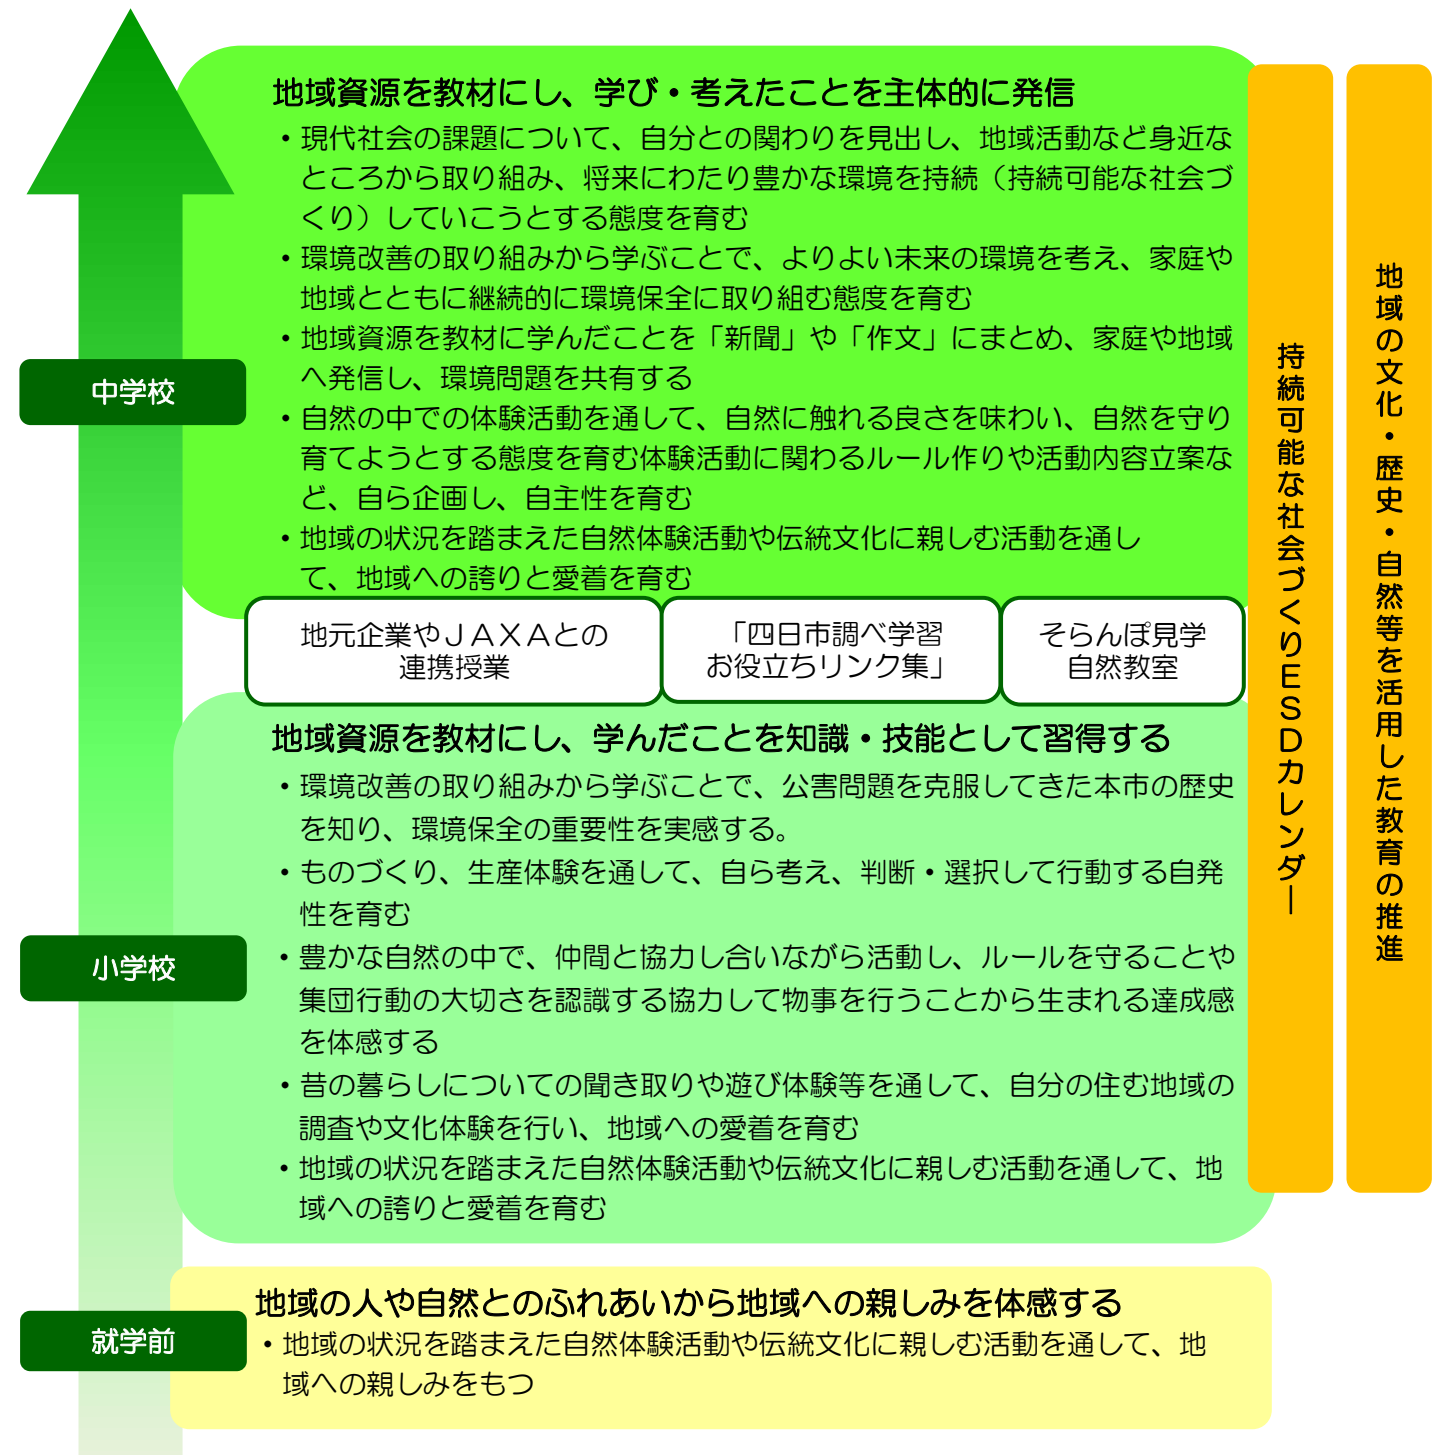 地域資源を教材にし、学び・考えたことを主体的に発信
・現代社会の課題について、自分との関わりを見出し、地域活動など身近な
ところから取り組み、将来にわたり豊かな環境を持続（持続可能な社会づ
くり）していこうとする態度を育む
・環境改善の取り組みから学ぶことで、よりよい未来の環境を考え、家庭や
地域とともに継続的に環境保全に取り組む態度を育む
・地域資源を教材に学んだことを「新聞」や「作文」にまとめ、家庭や地域
へ発信し、環境問題を共有する
・自然の中での体験活動を通して、自然に触れる良さを味わい、自然を守り
育てようとする態度を育む体験活動に関わるルール作りや活動内容立案な
ど、自ら企画し、自主性を育む
・地域の状況を踏まえた自然体験活動や伝統文化に親しむ活動を通し
て、地域への誇りと愛着を育む
中学校
地元企業やＪＡＸＡとの
連携授業
「四日市調べ学習
お役立ちリンク集」
そらんぽ見学
自然教室
地域資源を教材にし、学んだことを知識・技能として習得する
・環境改善の取り組みから学ぶことで、公害問題を克服してきた本市の歴史
を知り、環境保全の重要性を実感する。
・ものづくり、生産体験を通して、自ら考え、判断・選択して行動する自発
性を育む
・豊かな自然の中で、仲間と協力し合いながら活動し、ルールを守ることや
集団行動の大切さを認識する協力して物事を行うことから生まれる達成感
を体感する
・昔の暮らしについての聞き取りや遊び体験等を通して、自分の住む地域の
調査や文化体験を行い、地域への愛着を育む
・地域の状況を踏まえた自然体験活動や伝統文化に親しむ活動を通して、地
域への誇りと愛着を育む
小学校
地域の人や自然とのふれあいから地域への親しみを体感する
・地域の状況を踏まえた自然体験活動や伝統文化に親しむ活動を通して、地
域への親しみをもつ
就学前
持続可能な社会づくりＥＳＤカレンダー
地域の文化・歴史・自然等を活用した教育の推進